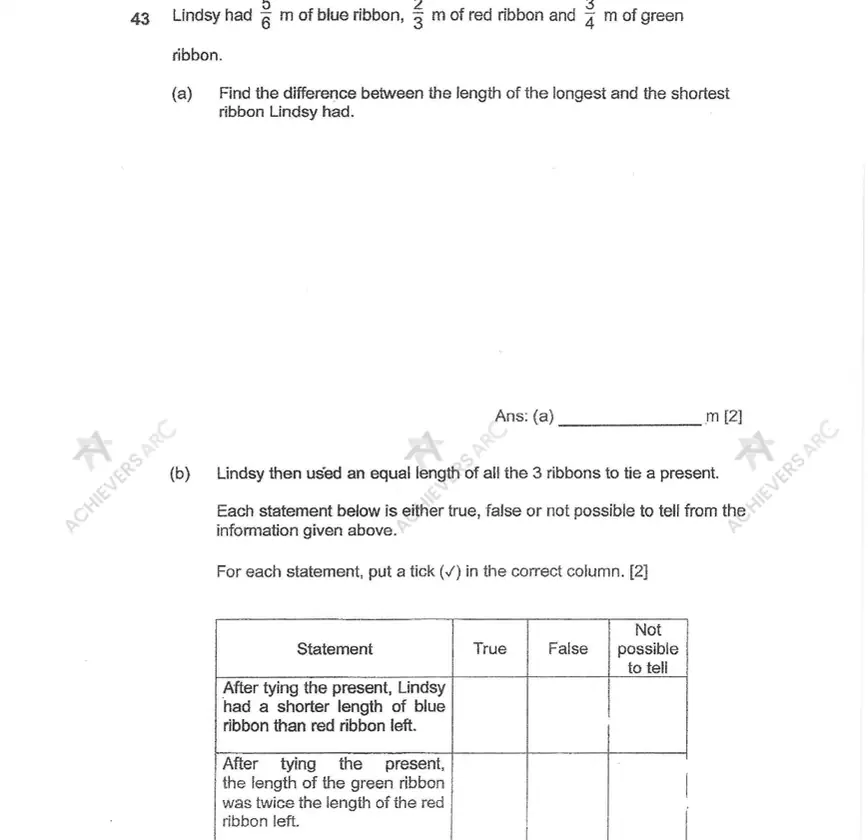 43 Lindsy had 5/6 m of blue ribbon, 2/3 m of red ribbon and 3/4 m of green
ribbon.
(a) Find the difference between the length of the longest and the shortest
ribbon Lindsy had.
Ans: (a) ____________ m [2]
ACHIEVERS ARC
ACHIEVERS ARC
ACHIEVERS ARC
(b) Lindsy then used an equal length of all the 3 ribbons to tie a present.
Each statement below is either true, false or not possible to tell from the
information given above.
For each statement, put a tick (✓) in the correct column. [2]
Statement True False Not possible to tell
After tying the present, Lindsy
had a shorter length of blue
ribbon than red ribbon left.
After tying the present,
the length of the green ribbon
was twice the length of the red
ribbon left.